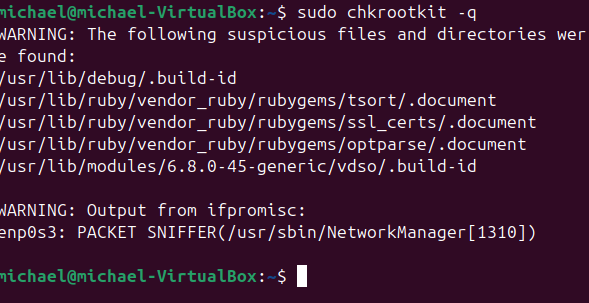 michael@michael-VirtualBox:~$ sudo chkrootkit -q
WARNING: The following suspicious files and directories wer
e found:
/usr/lib/debug/.build-id
/usr/lib/ruby/vendor_ruby/rubygems/tsort/.document
/usr/lib/ruby/vendor_ruby/rubygems/ssl_certs/.document
/usr/lib/ruby/vendor_ruby/rubygems/optparse/.document
/usr/lib/modules/6.8.0-45-generic/vdso/.build-id
WARNING: Output from ifpromisc:
enp0s3: PACKET SNIFFER(/usr/sbin/NetworkManager[1310])
michael@michael-VirtualBox:~$